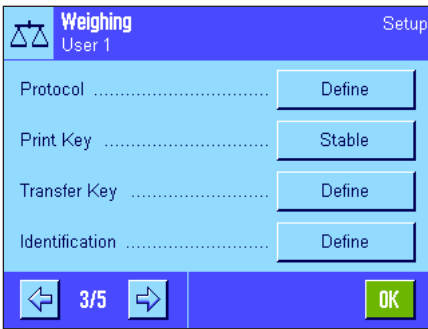 Weighing Setup
User 1
Protocol ................................ Define
Print Key .............................. Stable
Transfer Key ......................... Define
Identification .......................... Define
3/5 OK